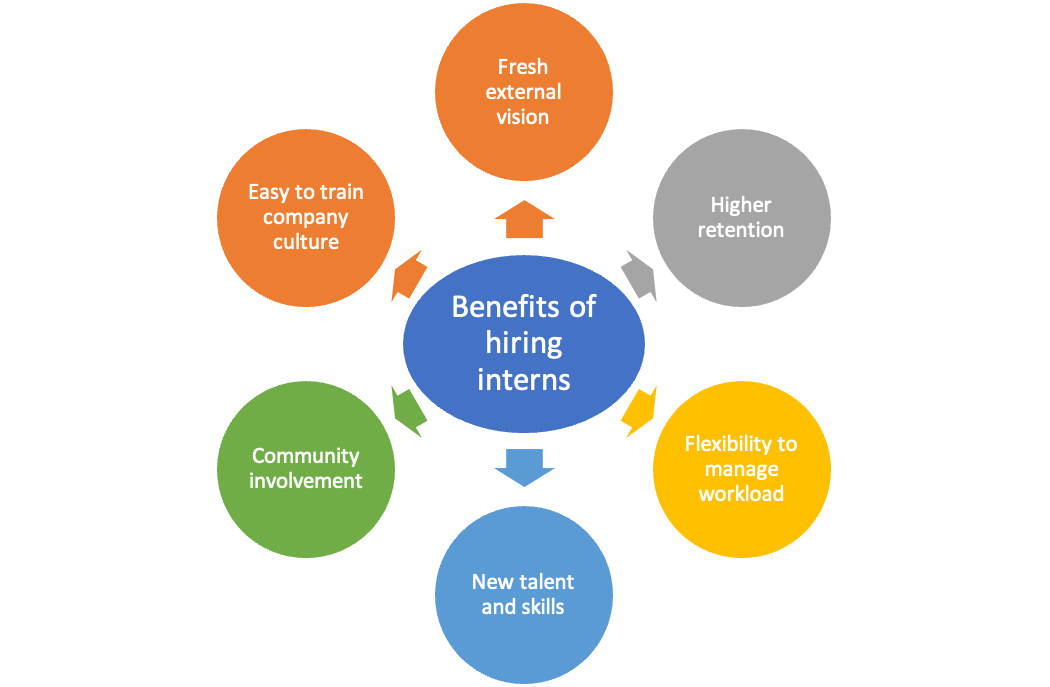 Fresh
external
vision
Easy to train
company
culture
Higher
retention
Benefits of
hiring
interns
Community
involvement
Flexibility to
manage
workload
New talent
and skills